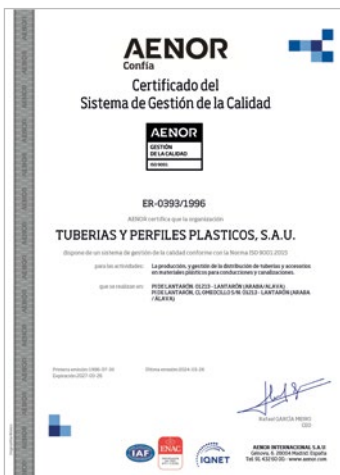 AENOR
Confía
Certificado del
Sistema de Gestión de la Calidad
AENOR
GESTIÓN
DE LA CALIDAD
ISO 9001
ER-0393/1996
AENOR certifica que la organización
TUBERIAS Y PERFILES PLASTICOS, S.A.U.
dispone de un sistema de gestión de la calidad conforme con la Norma ISO 9001:2015
para las actividades: La producción, y gestión de la distribución de tuberías y accesorios
en materiales plásticos para conducciones y canalizaciones.
que se realizan en: PI DE LANTARÓN. 01213 - LANTARÓN (ARABA/ÁLAVA)
PI DE LANTARÓN, CL OMECILLO S/N. 01213 - LANTARÓN (ARABA
/ÁLAVA)
Primera emisión: 1996-07-
Última emisión: 2024-03-26
Expiración: 2027-03-26
Rafael GARCÍA MEIRO
CEO
AENOR INTERNACIONAL S.A.U.
Génova, 6. 28004 Madrid. España
Tel. 91 432 60 00.- www.aenor.com
IAF
ENAC
IQNET